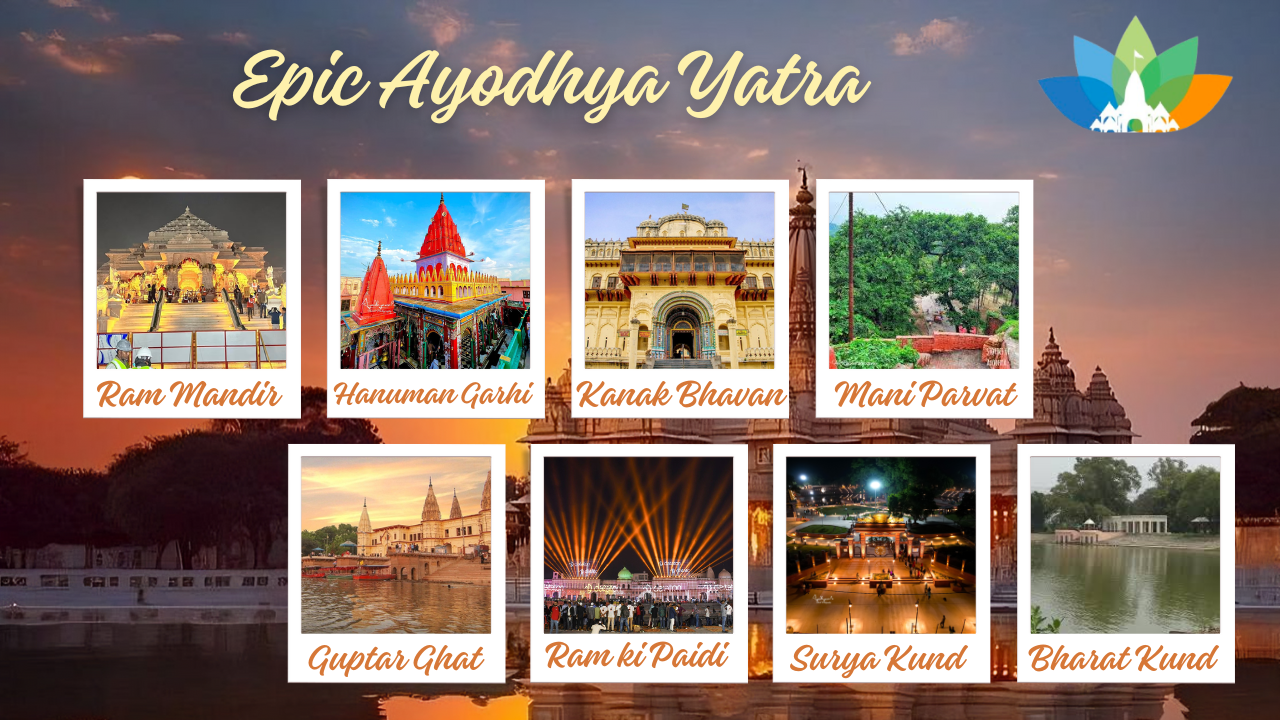 Epic Ayodhya Yatra
Ram Mandir
Hanuman Garhi
Kanak Bhavan
Mani Parvat
Guptar Ghat
Ram ki Paidi
Surya Kund
Bharat Kund